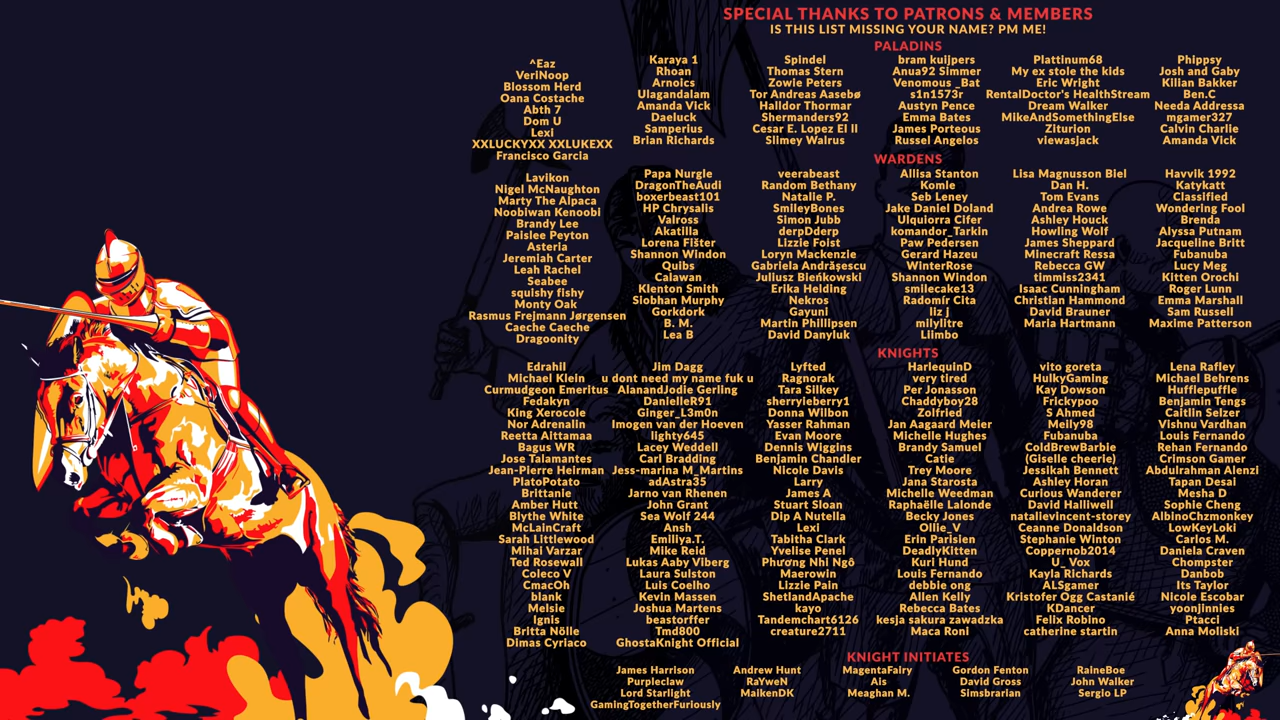 SPECIAL THANKS TO PATRONS & MEMBERS
IS THIS LIST MISSING YOUR NAME? PM ME!
PALADINS
^Eaz
VeriNoop
Blossom Herd
Oana Costache
Abth 7
Dom U
Lexi
XXLUCKYXX XXLUKEXX
Francisco Garcia
Karaya 1
Rhoan
Arnoics
Ulagandalam
Amanda Vick
Daeluck
Samperius
Brian Richards
Spindel
Thomas Stern
Zowie Peters
Tor Andreas Aasebø
Halldor Thormar
Shermanders92
Cesar E. Lopez El II
Slimey Walrus
bram kuijpers
Anua92 Simmer
Venomous _Bat
s1n1573r
Austyn Pence
Emma Bates
James Porteous
Russel Angelos
Plattinum68
My ex stole the kids
Eric Wright
RentalDoctor's HealthStream
Dream Walker
MikeAndSomethingElse
Ziturion
viewasjack
Phippsy
Josh and Gaby
Kilian Bakker
Ben.C
Needa Addressa
mgamer327
Calvin Charlie
Amanda Vick
WARDENS
Lavikon
Nigel McNaughton
Marty The Alpaca
Noobiwan Kenoobi
Brandy Lee
Paislee Peyton
Asteria
Jeremiah Carter
Leah Rachel
Seabee
squishy fishy
Monty Oak
Rasmus Frejmann Jørgensen
Caeche Caeche
Dragoonity
Papa Nurgle
DragonTheAudi
boxerbeast101
HP Chrysalis
Valross
Akatilla
Lorena Fišter
Shannon Windon
Quibs
Calawan
Klenton Smith
Siobhan Murphy
Gorkdork
B. M.
Lea B
veerabeast
Random Bethany
Natalie P.
SmileyBones
Simon Jubb
derpDderp
Lizzie Foist
Loryn Mackenzie
Gabriela Andrășescu
Juliusz Bieńkowski
Erika Heiding
Nekros
Gayuni
Martin Phillipsen
David Danyluk
Allisa Stanton
Komle
Seb Leney
Jake Daniel Doland
Ulquiorra Cifer
komandor_Tarkin
Paw Pedersen
Gerard Hazeu
WinterRose
Shannon Windon
smilecake13
Radomír Cita
liz j
milylitre
Llimbo
Lisa Magnusson Biel
Dan H.
Tom Evans
Andrea Rowe
Ashley Houck
Howling Wolf
James Sheppard
Minecraft Ressa
Rebecca GW
timmiss2341
Isaac Cunningham
Christian Hammond
David Brauner
Maria Hartmann
Havvik 1992
Katykatt
Classified
Wondering Fool
Brenda
Alyssa Putnam
Jacqueline Britt
Fubanuba
Lucy Meg
Kitten Orochi
Roger Lunn
Emma Marshall
Sam Russell
Maxime Patterson
KNIGHTS
Edrahil
Michael Klein
Curmudgeon Emeritus
Fedakyn
King Xerocole
Nor Adrenalin
Reetta Aittamaa
Bagus WR
Jose Talamantes
Jean-Pierre Heirman
PlatoPotato
Brittanie
Amber Hutt
Blythe White
McLainCraft
Sarah Littlewood
Mihai Varzar
Ted Rosewall
Coleco V
CmacOh
blank
Melsie
Ignis
Britta Nölle
Dimas Cyriaco
Jim Dagg
u dont need my name fuk u
AlanandJodie Gerling
DanielleR91
Ginger_L3m0n
Imogen van der Hoeven
lighty645
Lacey Weddell
Carl Bradding
Jess-marina M_Martins
adAstra35
Jarno van Rhenen
John Grant
Sea Wolf 244
Ansh
Emiliya.T.
Mike Reid
Lukas Aaby Viberg
Laura Sulston
Luis Coelho
Kevin Massen
Joshua Martens
beastorffer
Tmd800
GhostaKnight Official
Lyfted
Ragnorak
Tara Silkey
sherryleberry1
Donna Wilbon
Yasser Rahman
Evan Moore
Dennis Wiggins
Benjamin Chandler
Nicole Davis
Larry
James A
Stuart Sloan
Dip A Nutella
Lexi
Tabitha Clark
Yvelise Penel
Phương Nhi Ngô
Maerowin
Lizzie Pain
ShetlandApache
kayo
Tandemchart6126
creature2711
HarlequinD
very tired
Per Jonasson
Chaddyboy28
Zolfried
Jan Aagaard Meier
Michelle Hughes
Brandy Samuel
Catie
Trey Moore
Jana Starosta
Michelle Weedman
Raphaëlle Lalonde
Becky Jones
Ollie_V
Erin Parisien
DeadlyKitten
Kuri Hund
Louis Fernando
debbie ong
Allen Kelly
Rebecca Bates
kesja sakura zawadzka
Maca Roni
vito goreta
HulkyGaming
Kay Dowson
Frickypoo
S Ahmed
Meily98
Fubanuba
ColdBrewBarbie
(Giselle cheerle)
Jessikah Bennett
Ashley Horan
Curious Wanderer
David Halliwell
natalievincent-storey
Ceanne Donaldson
Stephanie Winton
Coppernob2014
U_ Vox
Kayla Richards
ALSgamer
Kristofer Ogg Castanié
KDancer
Felix Robino
catherine startin
Lena Rafley
Michael Behrens
Hufflepuffle
Benjamin Tengs
Caitlin Selzer
Vishnu Vardhan
Louis Fernando
Rehan Fernando
Crimson Gamer
Abdulrahman Alenzi
Tapan Desai
Mesha D
Sophie Cheng
AlbinoChzmonkey
LowKeyLoki
Carlos M.
Daniela Craven
Chompster
Danbob
Its Taylor
Nicole Escobar
yoonjinnies
Ptacci
Anna Moliski
KNIGHT INITIATES
James Harrison
Purpleclaw
Lord Starlight
GamingTogetherFuriously
Andrew Hunt
RaYweN
MaikenDK
MagentaFairy
Ais
Meaghan M.
Gordon Fenton
David Gross
Simsbrarian
RaineBoe
John Walker
Sergio LP